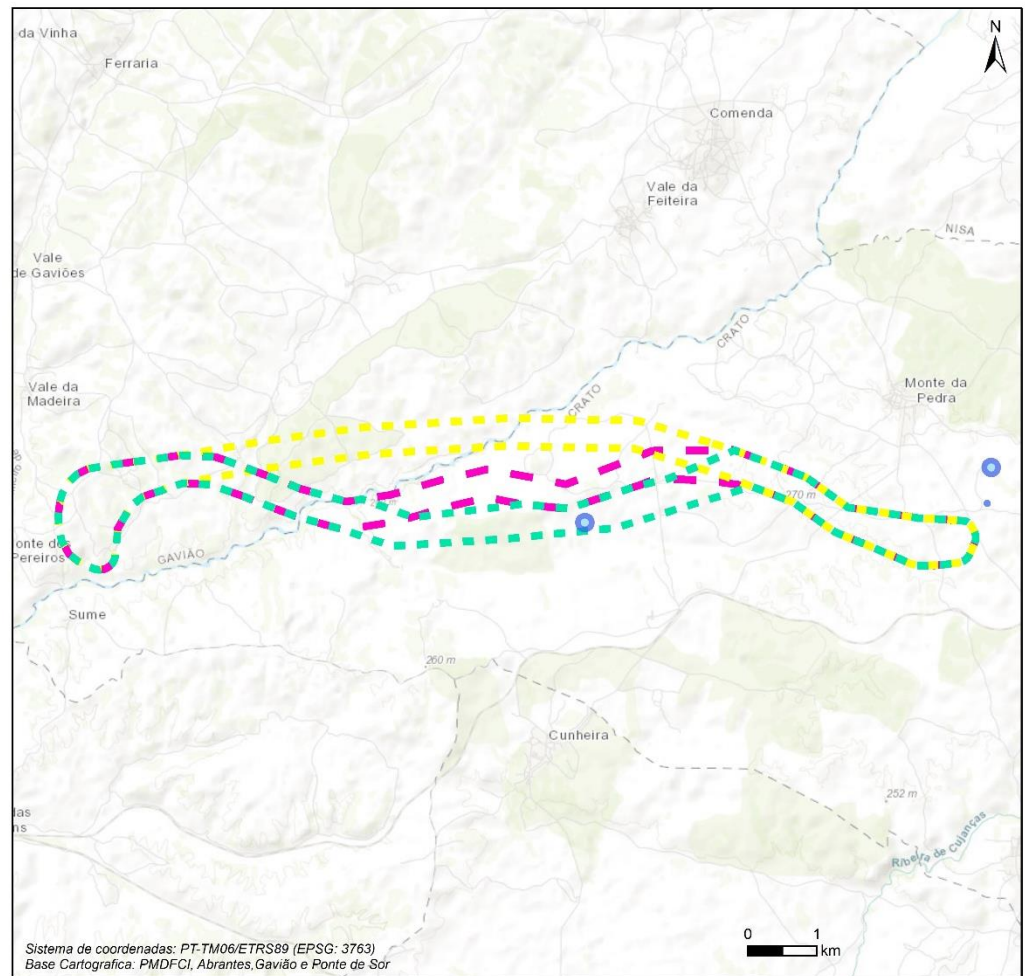 N
da Vinha
Ferraria
Comenda
Vale da
Feiteira
NISA
Vale
de Gaviões
CRATO
Vale da
Madeira
CRATO
Monte da
Pedra
270 m
GAVIÃO
Pereiros
Sume
260 m
Cunheira
252 m
Ribeira de Cujanças
0 1
km
Sistema de coordenadas: PT-TM06/ETRS89 (EPSG: 3763)
Base Cartografica: PMDFCI, Abrantes,Gavião e Ponte de Sor